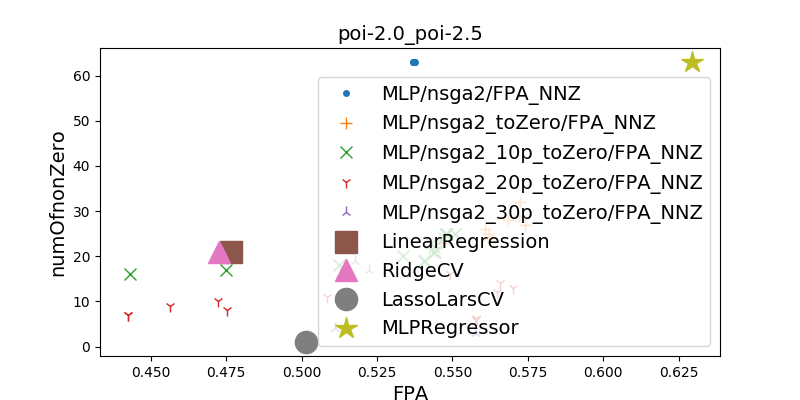 poi-2.0_poi-2.5
numOfnonZero
60
50
40
30
20
10
0
MLP/nsga2/FPA_NNZ
MLP/nsga2_toZero/FPA_NNZ
MLP/nsga2_10p_toZero/FPA_NNZ
MLP/nsga2_20p_toZero/FPA_NNZ
MLP/nsga2_30p_toZero/FPA_NNZ
LinearRegression
RidgeCV
LassoLarsCV
MLPRegressor
0.450 0.475 0.500 0.525 0.550 0.575 0.600 0.625
FPA